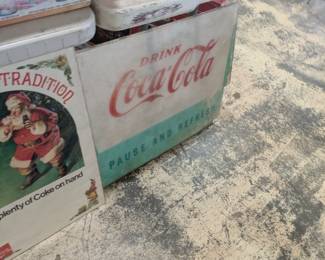 TRADITION
plenty of Coke on hand
DRINK
Coca-Cola
PAUSE AND REFRESH